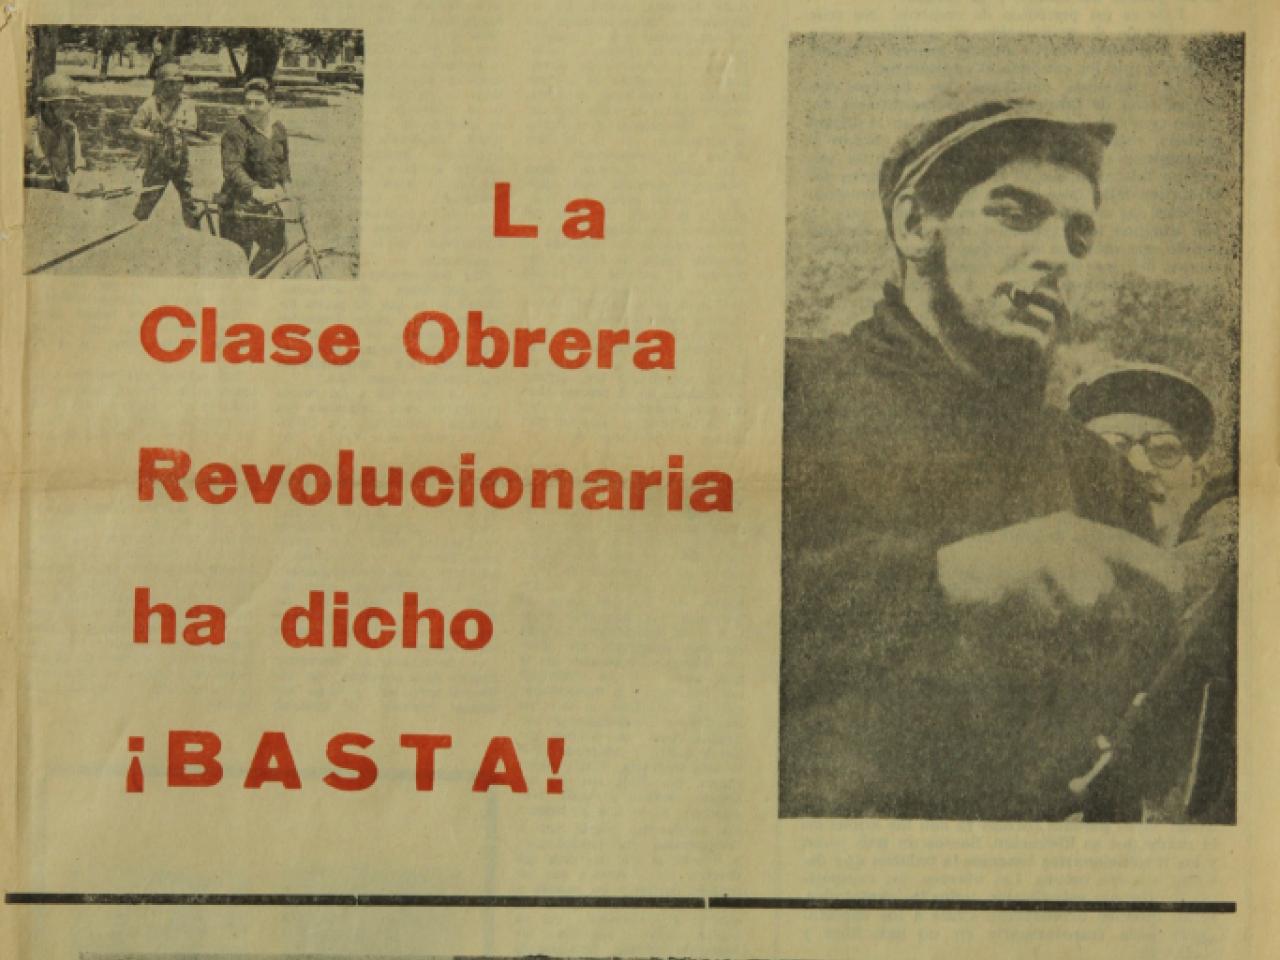 La
Clase Obrera
Revolucionaria
ha dicho
¡BASTA!